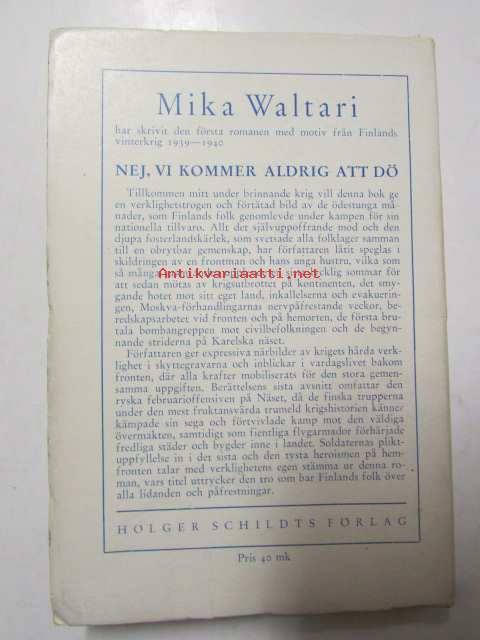 Mika Waltari
har skrivit den första romanen med motiv från Finlands
vinterkrig 1939—1940
NEJ, VI KOMMER ALDRIG ATT DÖ
Tillkommen mitt under brinnande krig vill denna bok ge
en verklighetstrogen och förtätad bild av de ödestunga må-
nader, som Finlands folk genomlevde under kampen för sin
nationella tillvaro. Allt det självuppoffrande mod och den
djupa fosterlandskärlek, som svetsade alla folklager samman
till en obrytbar gemenskap, har författaren låtit speglas i
skildringen av en frontman och hans unga hustru, vilka som
så många
Antikvariaatti.net
lycklig sommar för
att sedan mötas av krigsutbrottet på kontinenten, det smy-
gande hotet mot sitt eget land, inkallelserna och evakuerin-
gen, Moskva-förhandlingarnas nervpåfrestande veckor, be-
redskapsarbetet vid fronten och på hemorten, de första bru-
tala bombangreppen mot civilbefolkningen och de begyn-
nande striderna på Karelska näset.
Författaren ger expressiva närbilder av krigets hårda verk-
lighet i skyttegravarna och inblickar i vardagslivet bakom
fronten, där alla krafter mobiliserats för den stora gemen-
samma uppgiften. Berättelsens sista avsnitt omfattar den
ryska februarioffensiven på Näset, då de finska trupperna
under den mest fruktansvärda trumeld krigshistorien känner
kämpade sin sega och förtvivlade kamp mot den väldiga
övermakten, samtidigt som fientliga flygarmador förhärjade
fredliga städer och bygder inne i landet. Soldaternas plikt-
uppfyllelse in i det sista och den tysta heroismen på hem-
fronten talar med verklighetens egen stämma ur denna ro-
man, vars titel uttrycker den tro som bar Finlands folk över
alla lidanden och påfrestningar.
HOLGER SCHILDTS FÖRLAG
Pris 40 mk